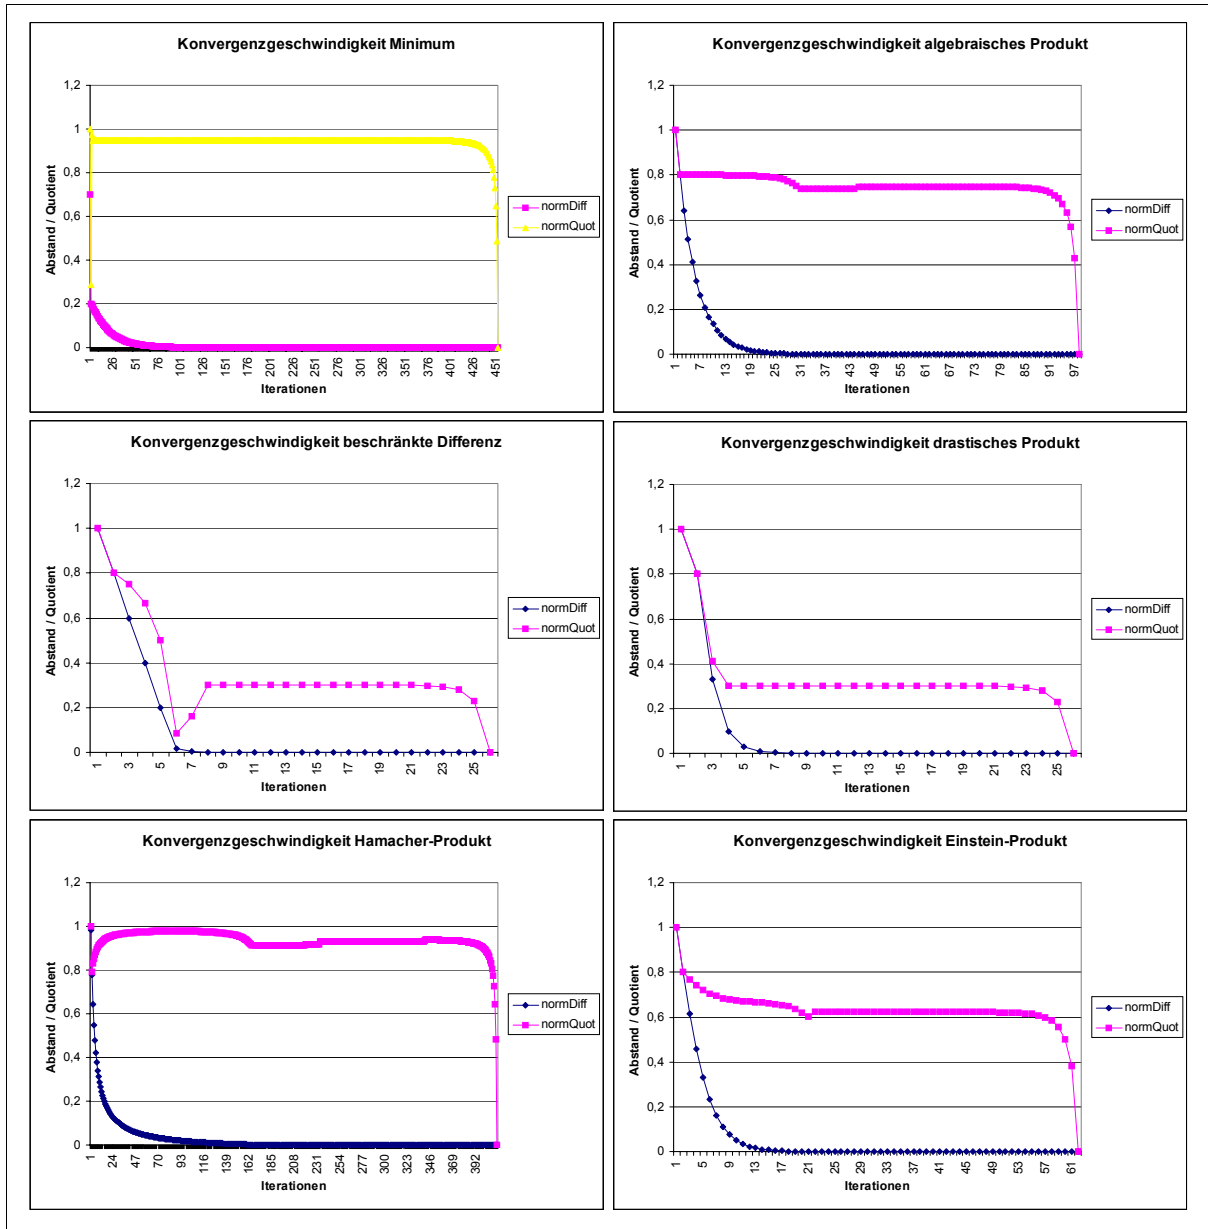 Konvergenzgeschwindigkeit Minimum
1,2
1
0,8
0,6
0,4
0,2
0
Abstand / Quotient
1 26 51 76 101 126 151 176 201 226 251 276 301 326 351 376 401 426 451
Iterationen
normDiff
normQuot
Konvergenzgeschwindigkeit algebraisches Produkt
1,2
1
0,8
0,6
0,4
0,2
0
Abstand / Quotient
1 7 13 19 25 31 37 43 49 55 61 67 73 79 85 91 97
Iterationen
normDiff
normQuot
Konvergenzgeschwindigkeit beschränkte Differenz
1,2
1
0,8
0,6
0,4
0,2
0
Abstand / Quotient
1 3 5 7 9 11 13 15 17 19 21 23 25
Iterationen
normDiff
normQuot
Konvergenzgeschwindigkeit drastisches Produkt
1,2
1
0,8
0,6
0,4
0,2
0
Abstand / Quotient
1 3 5 7 9 11 13 15 17 19 21 23 25
Iterationen
normDiff
normQuot
Konvergenzgeschwindigkeit Hamacher-Produkt
1,2
1
0,8
0,6
0,4
0,2
0
Abstand / Quotient
1 24 47 70 93 116 139 162 185 208 231 254 277 300 323 346 369 392
Iterationen
normDiff
normQuot
Konvergenzgeschwindigkeit Einstein-Produkt
1,2
1
0,8
0,6
0,4
0,2
0
Abstand / Quotient
1 5 9 13 17 21 25 29 33 37 41 45 49 53 57 61
Iterationen
normDiff
normQuot